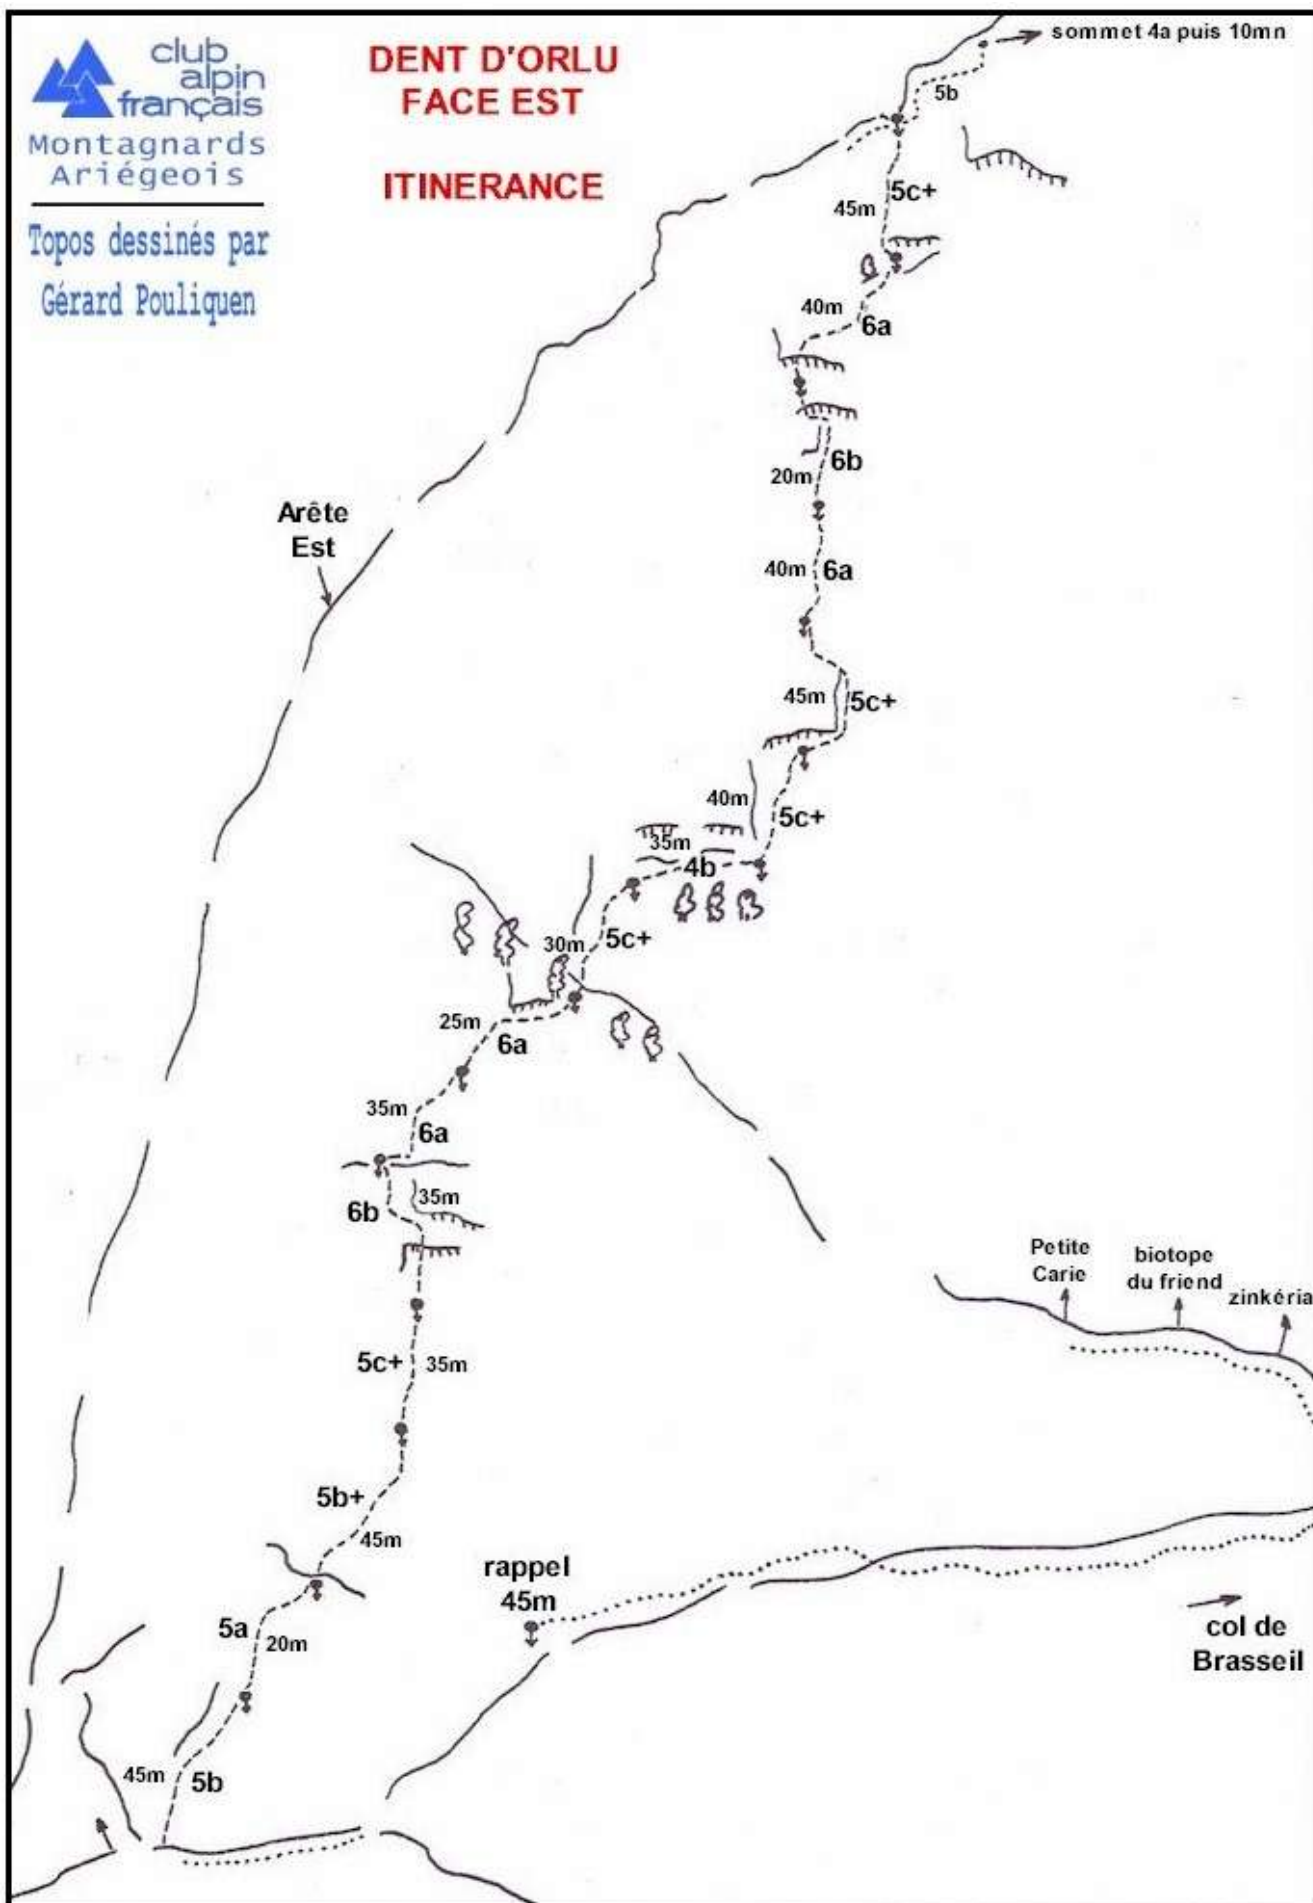 club
alpin
français
Montagnards
Ariégeois
Topos dessinés par
Gérard Pouliquen
DENT D'ORLU
FACE EST
ITINERANCE
sommet 4a puis 10mn
5b
5c+
45m
40m
6a
6b
20m
Arête
Est
40m
6a
45m
5c+
40m
5c+
35m
4b
30m
5c+
25m
6a
35m
6a
35m
6b
Petite
Carie
biotope
du friend
zinkéria
5c+
35m
5b+
45m
rappel
45m
5a
20m
col de
Brasseil
45m
5b